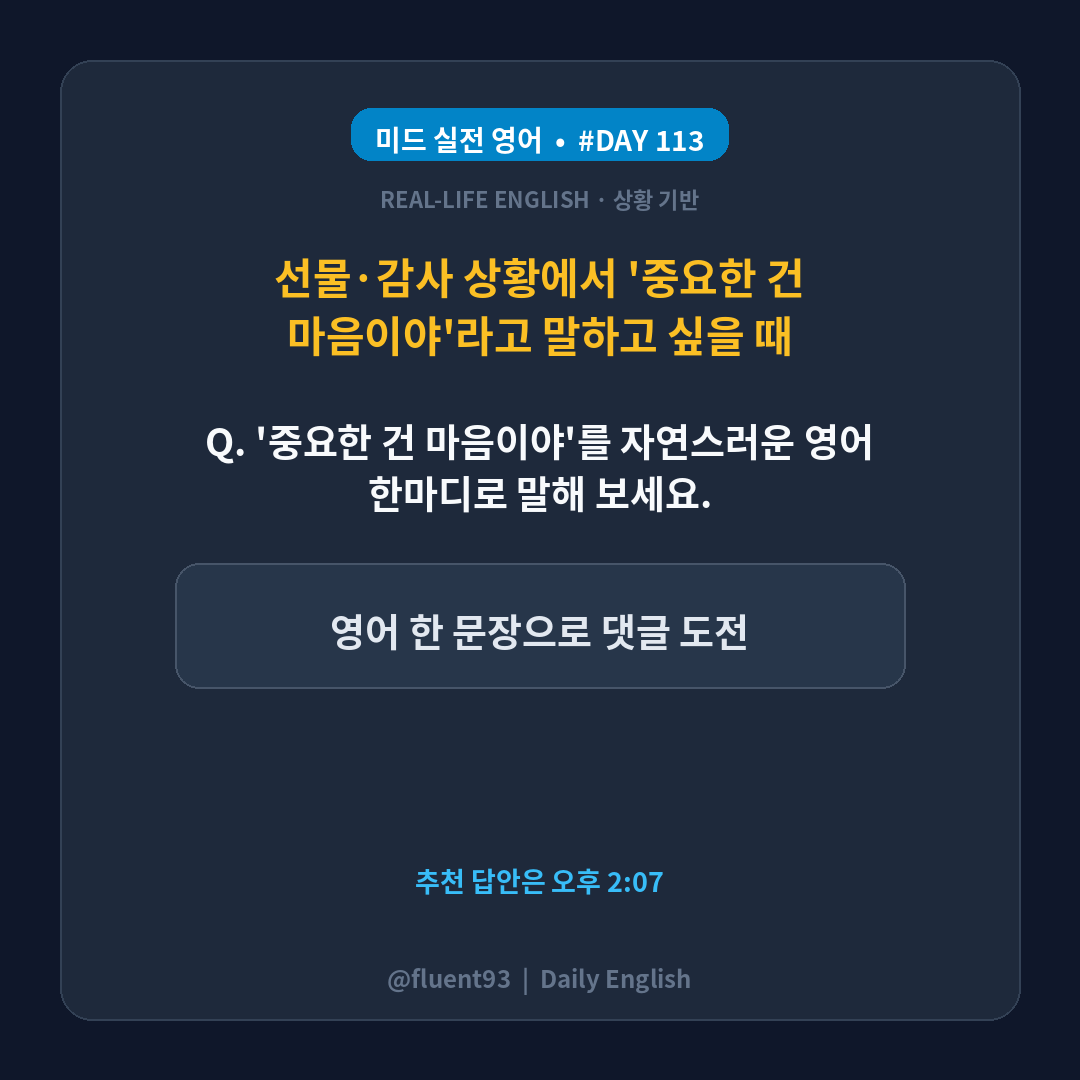 미드 실전 영어 • #DAY 113
REAL-LIFE ENGLISH · 상황 기반
선물·감사 상황에서 '중요한 건
마음이야'라고 말하고 싶을 때
Q. '중요한 건 마음이야'를 자연스러운 영어
한마디로 말해 보세요.
영어 한 문장으로 댓글 도전
추천 답안은 오후 2:07
@fluent93 | Daily English